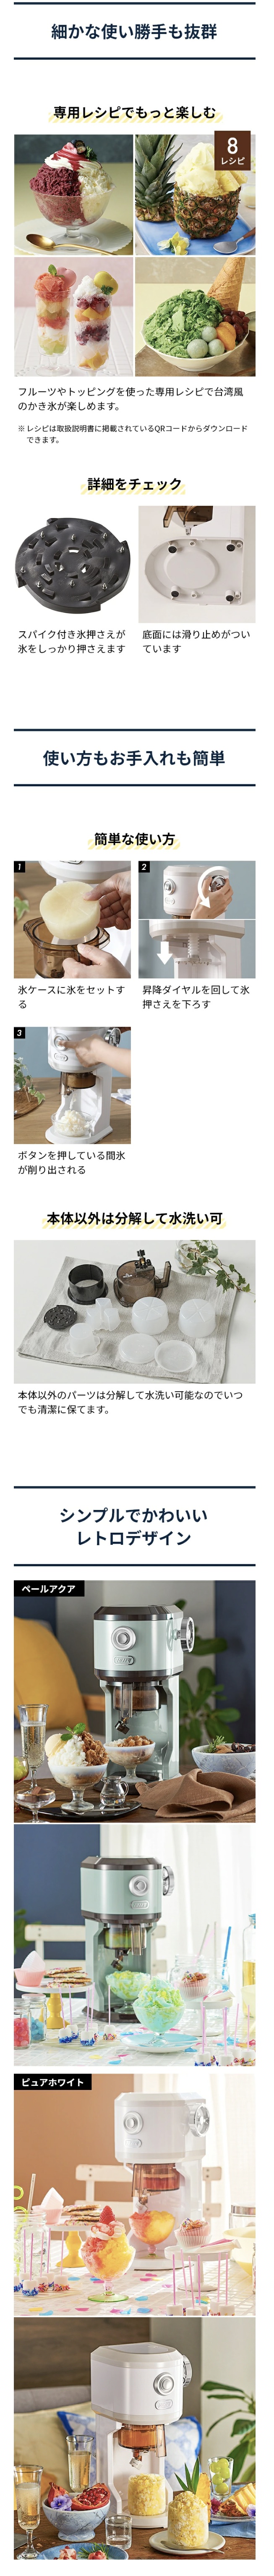 細かな使い勝手も抜群
専用レシピでもっと楽しむ
8
レシピ
フルーツやトッピングを使った専用レシピで台湾風
のかき氷が楽しめます。
※ レシピは取扱説明書に掲載されているQRコードからダウンロード
できます。
詳細をチェック
スパイク付き氷押さえが
氷をしっかり押さえます
底面には滑り止めがつい
ています
使い方もお手入れも簡単
簡単な使い方
1
2
氷ケースに氷をセットす
る
昇降ダイヤルを回して氷
押さえを下ろす
3
ボタンを押している間氷
が削り出される
本体以外は分解して水洗い可
本体以外のパーツは分解して水洗い可能なのでいつ
でも清潔に保てます。
シンプルでかわいい
レトロデザイン
ペールアクア
ピュアホワイト